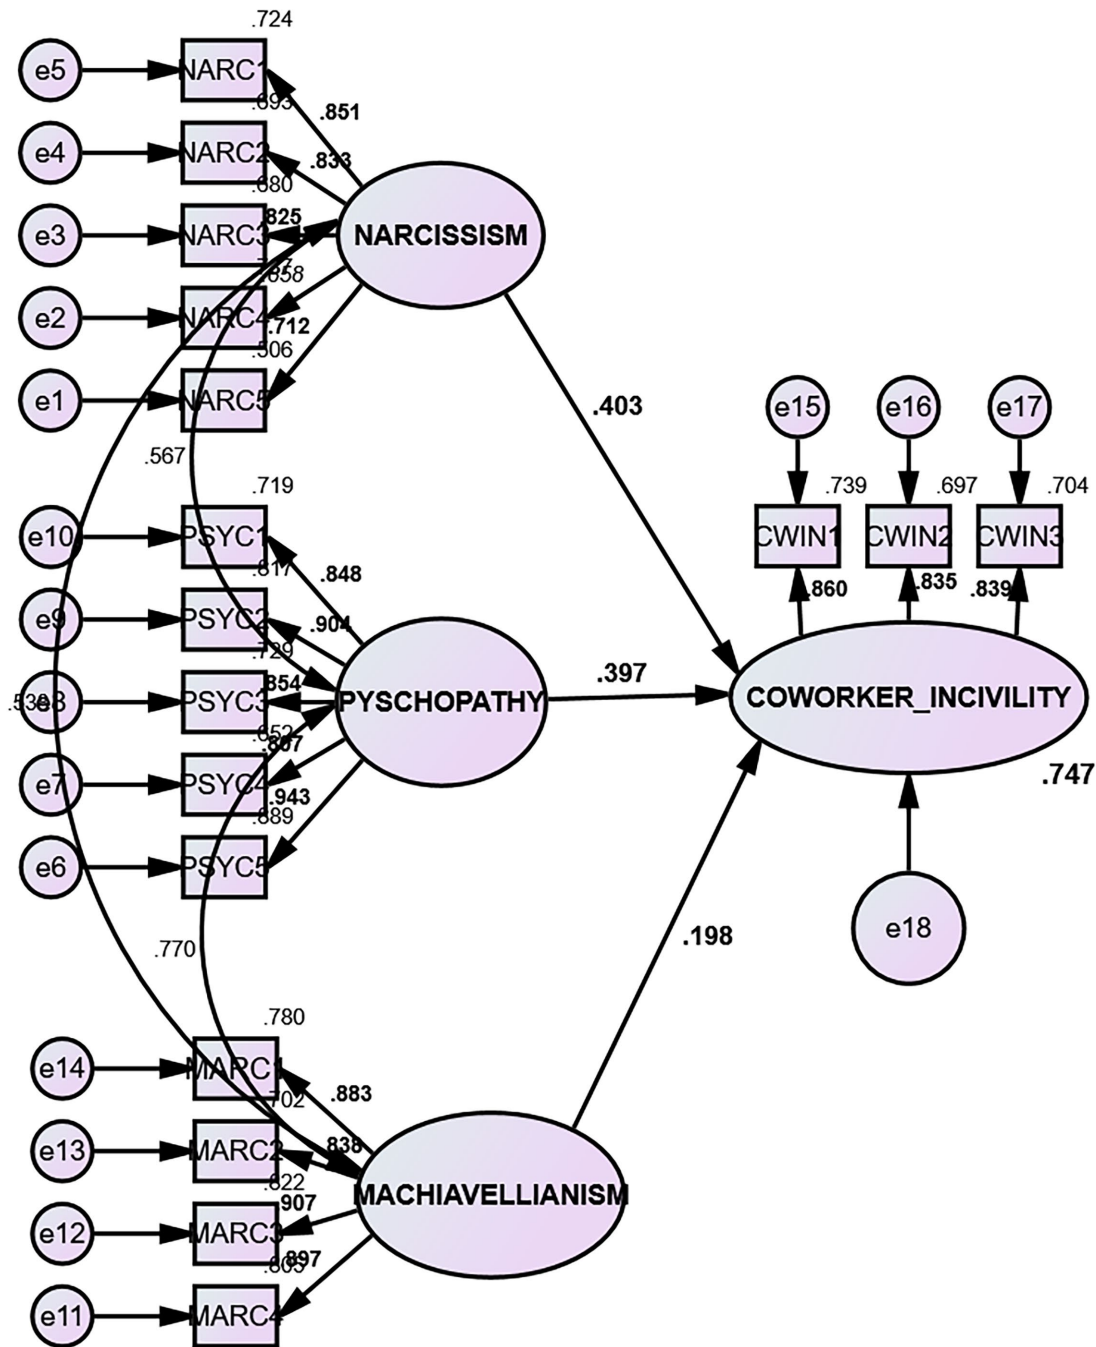 .724
e5
NARC1
.851
.693
e4
NARC2
.833
.680
e3
NARC3
.825
NARCISSISM
e2
NARC4
.858
.712
.506
e1
NARC5
.403
.567
e15
e16
e17
.739
.697
.704
CWIN1
CWIN2
CWIN3
.860
.835
.839
.719
e10
PSYC1
.848
.817
e9
PSYC2
.904
.729
e8
PSYC3
.854
PYSCHOPATHY
.397
COWORKER_INCIVILITY
.747
.652
.807
e7
PSYC4
.943
.889
e6
PSYC5
e18
.198
.770
.780
e14
MARC1
.883
.702
e13
MARC2
.838
.822
MACHIAVELLIANISM
e12
MARC3
.907
.897
e11
MARC4